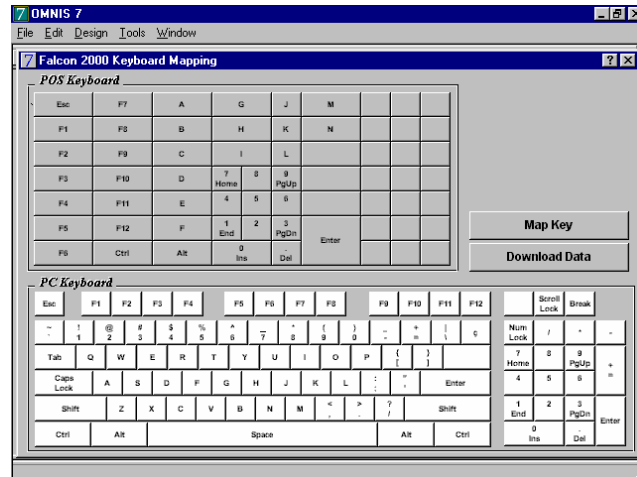 OMNIS 7
File Edit Design Tools Window
Falcon 2000 Keyboard Mapping
POS Keyboard
Esc F7 A G J M
F1 F8 B H K N
F2 F9 C I L
F3 F10 D 7 Home 8 9 PgUp
F4 F11 E 4 5 6
F5 F12 F 1 End 2 3 PgDn Enter
F6 Ctrl Alt 0 Ins . Del
Map Key
Download Data
PC Keyboard
Esc F1 F2 F3 F4 F5 F6 F7 F8 F9 F10 F11 F12 Scroll Lock Break
~ ` ! 1 @ 2 # 3 $ 4 % 5 ^ 6 7 * 8 ( 9 ) 0 _ - + = | \ Num Lock / * -
Tab Q W E R T Y U I O P { [ } ] 7 Home 8 9 PgUp + =
Caps Lock A S D F G H J K L : ; " ' Enter 4 5 6
Shift Z X C V B N M < , > . ? / Shift 1 End 2 3 PgDn Enter
Ctrl Alt Space Alt Ctrl 0 Ins . Del